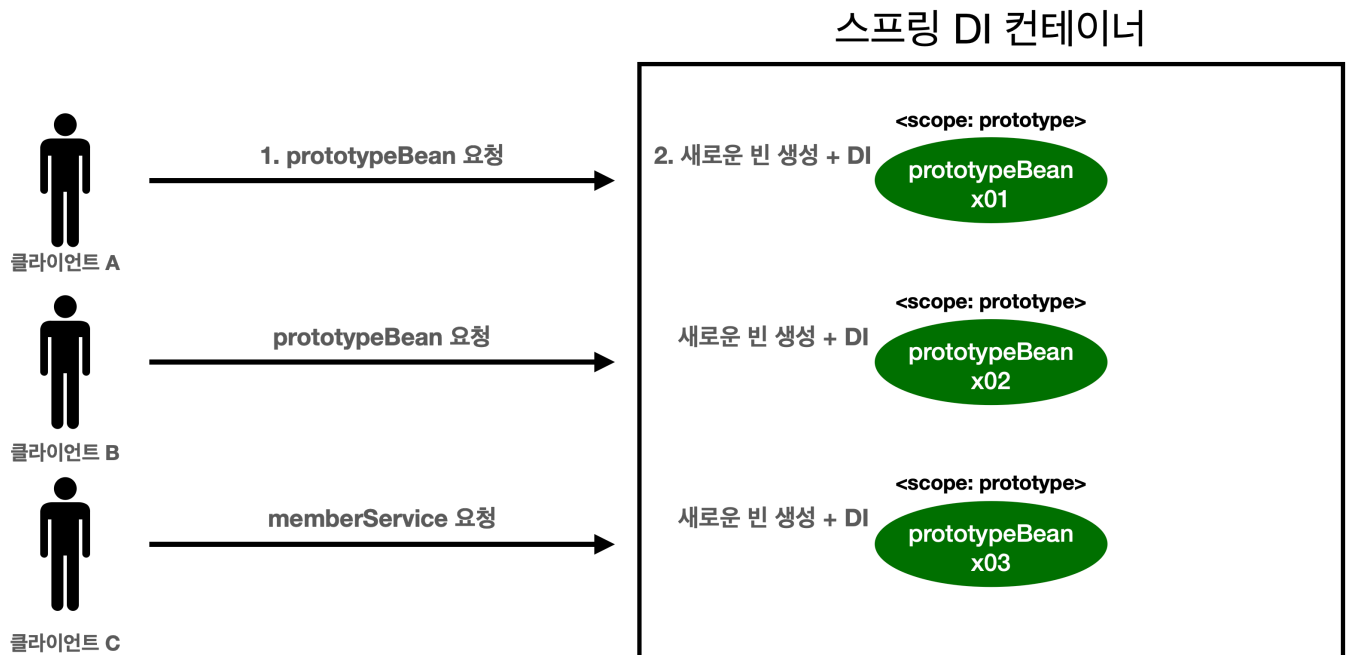 스프링 DI 컨테이너
<scope: prototype>
1. prototypeBean 요청
2. 새로운 빈 생성 + DI
prototypeBean
x01
클라이언트 A
<scope: prototype>
prototypeBean 요청
새로운 빈 생성 + DI
prototypeBean
x02
클라이언트 B
<scope: prototype>
memberService 요청
새로운 빈 생성 + DI
prototypeBean
x03
클라이언트 C